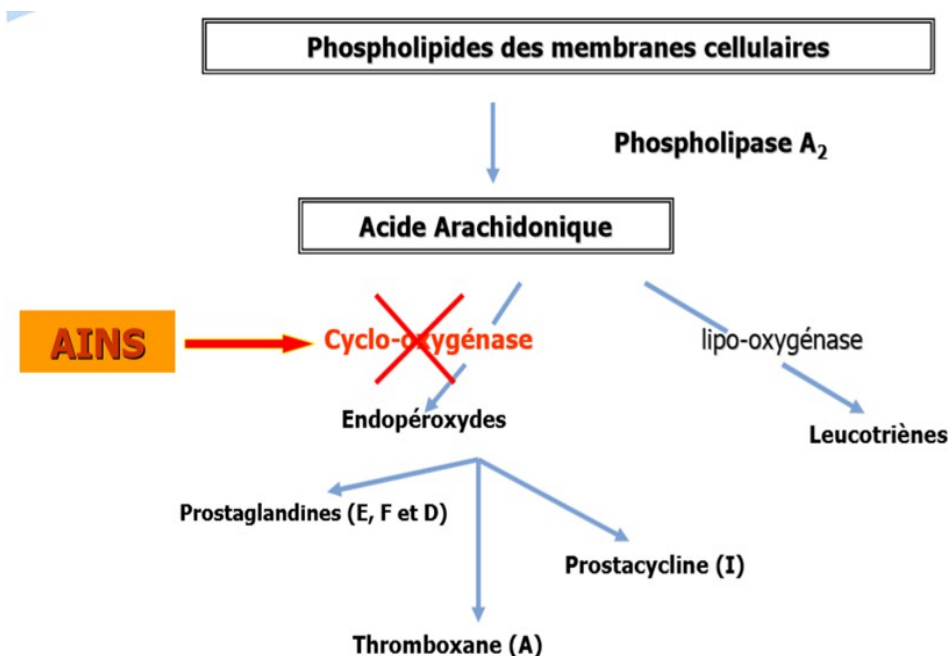 Phospholipides des membranes cellulaires
Phospholipase A₂
Acide Arachidonique
AINS
Cyclo-oxygénase
lipo-oxygénase
Endopéroxydes
Leucotriènes
Prostaglandines (E, F et D)
Prostacycline (I)
Thromboxane (A)